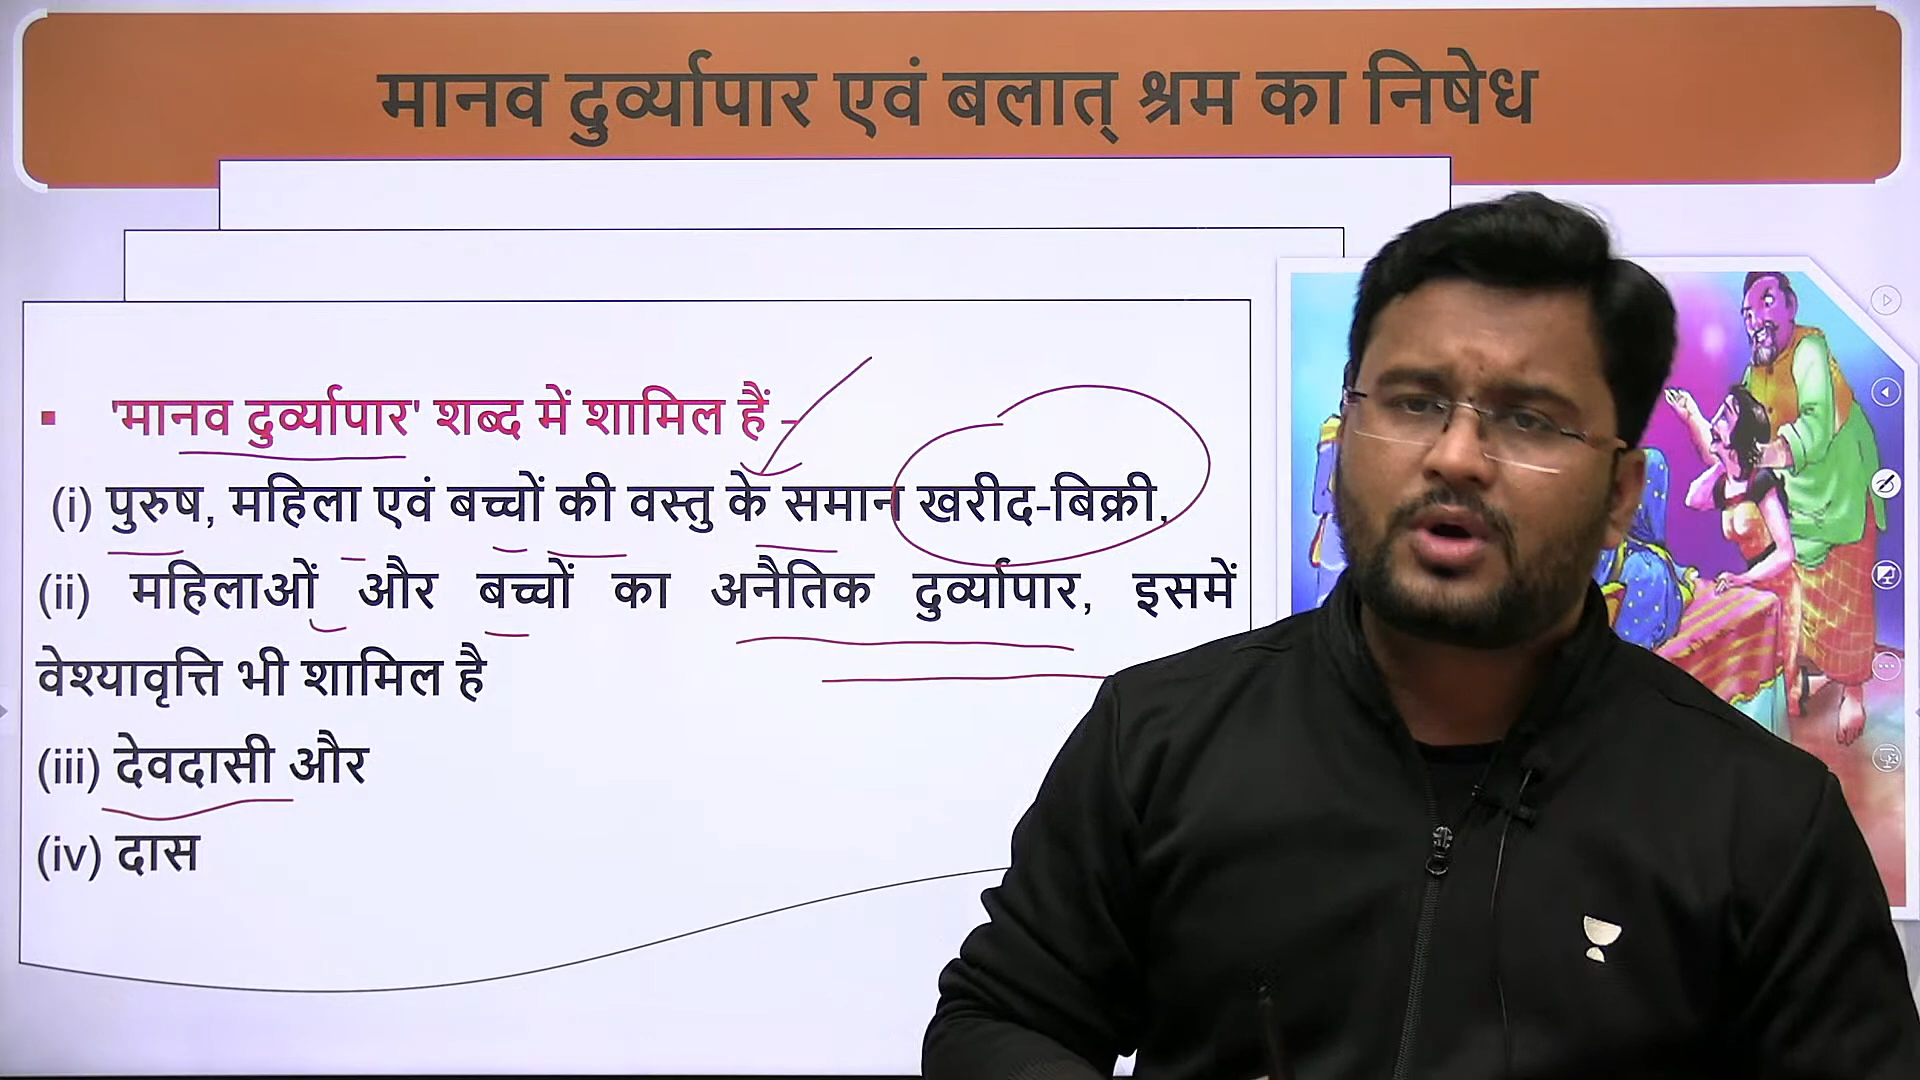 मानव दुर्व्यापार एवं बलात् श्रम का निषेध
▪ 'मानव दुर्व्यापार' शब्द में शामिल हैं -
(i) पुरुष, महिला एवं बच्चों की वस्तु के समान खरीद-बिक्री,
(ii) महिलाओं और बच्चों का अनैतिक दुर्व्यापार, इसमें
वेश्यावृत्ति भी शामिल है
(iii) देवदासी और
(iv) दास